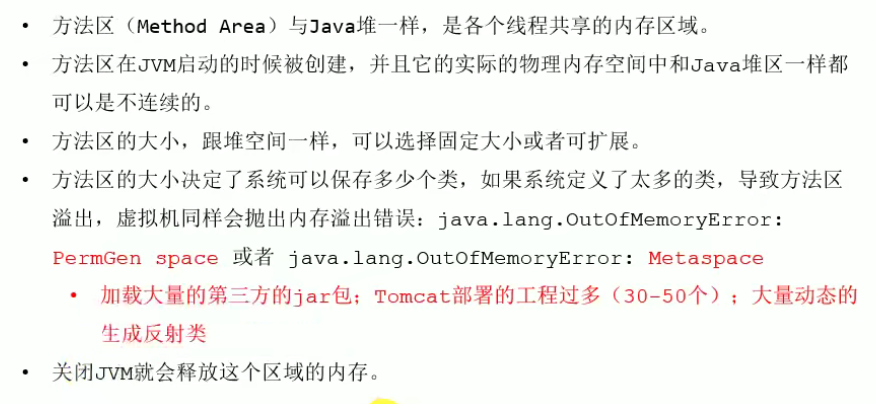 • 方法区（Method Area）与Java堆一样，是各个线程共享的内存区域。
• 方法区在JVM启动的时候被创建，并且它的实际的物理内存空间中和Java堆区一样都
可以是不连续的。
• 方法区的大小，跟堆空间一样，可以选择固定大小或者可扩展。
• 方法区的大小决定了系统可以保存多少个类，如果系统定义了太多的类，导致方法区
溢出，虚拟机同样会抛出内存溢出错误：java.lang.OutOfMemoryError:
PermGen space 或者 java.lang.OutOfMemoryError: Metaspace
• 加载大量的第三方的jar包；Tomcat部署的工程过多（30-50个）；大量动态的
生成反射类
• 关闭JVM就会释放这个区域的内存。